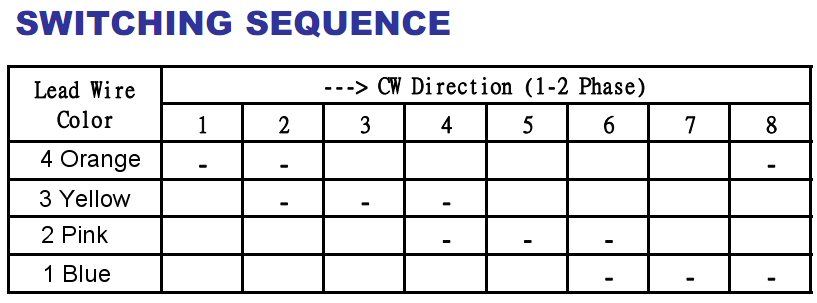 SWITCHING SEQUENCE
Lead Wire Color ---> CW Direction (1-2 Phase)
1 2 3 4 5 6 7 8
4 Orange - - -
3 Yellow - - -
2 Pink - - -
1 Blue - - -